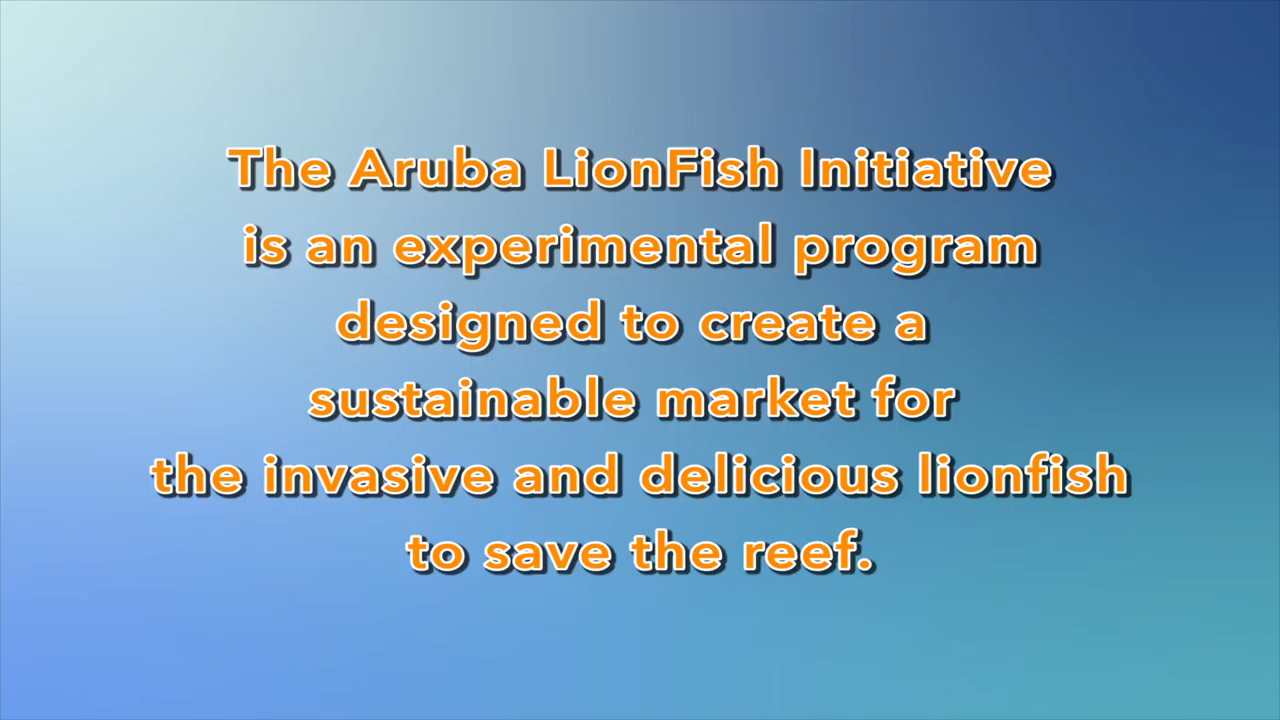 The Aruba LionFish Initiative
is an experimental program
designed to create a
sustainable market for
the invasive and delicious lionfish
to save the reef.